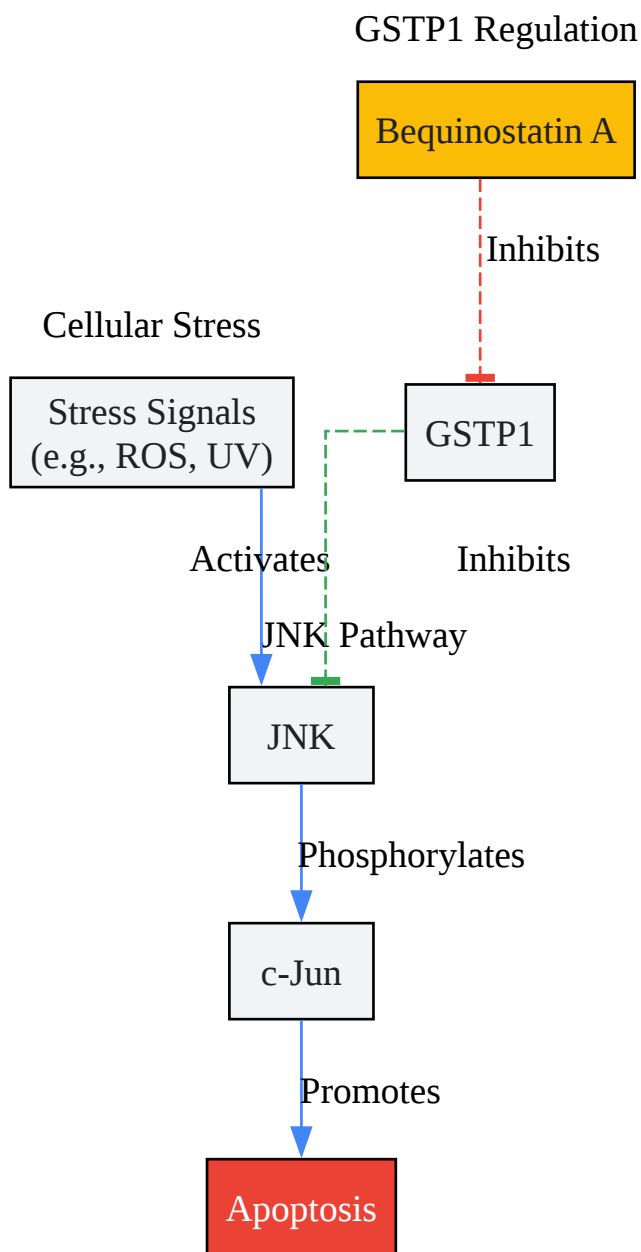 GSTP1 Regulation
Bequinostatin A
Inhibits
Cellular Stress
Stress Signals
(e.g., ROS, UV)
GSTP1
Activates
Inhibits
JNK Pathway
JNK
Phosphorylates
c-Jun
Promotes
Apoptosis